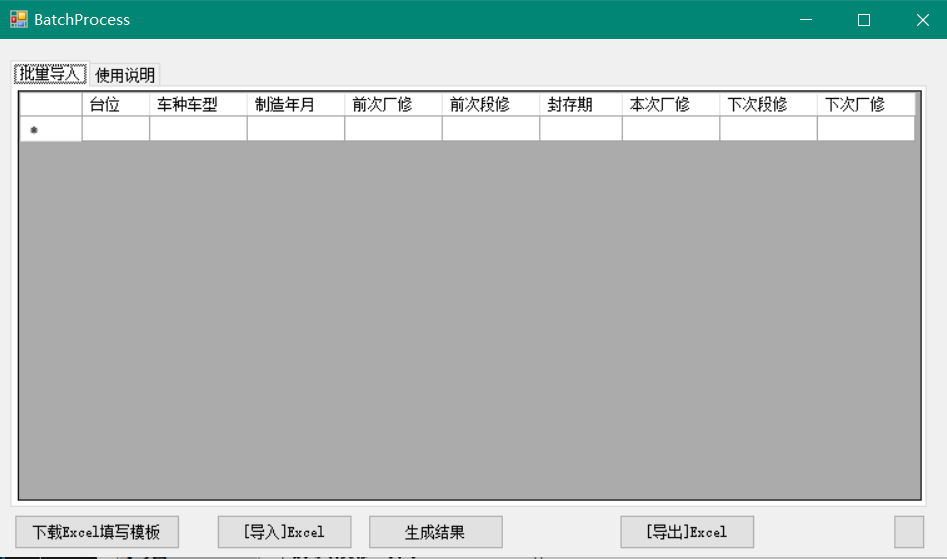 BatchProcess
批里导入 使用说明
台位 车种车型 制造年月 前次厂修 前次段修 封存期 本次厂修 下次段修 下次厂修
下载Excel填写模板 [导入]Excel 生成结果 [导出]Excel